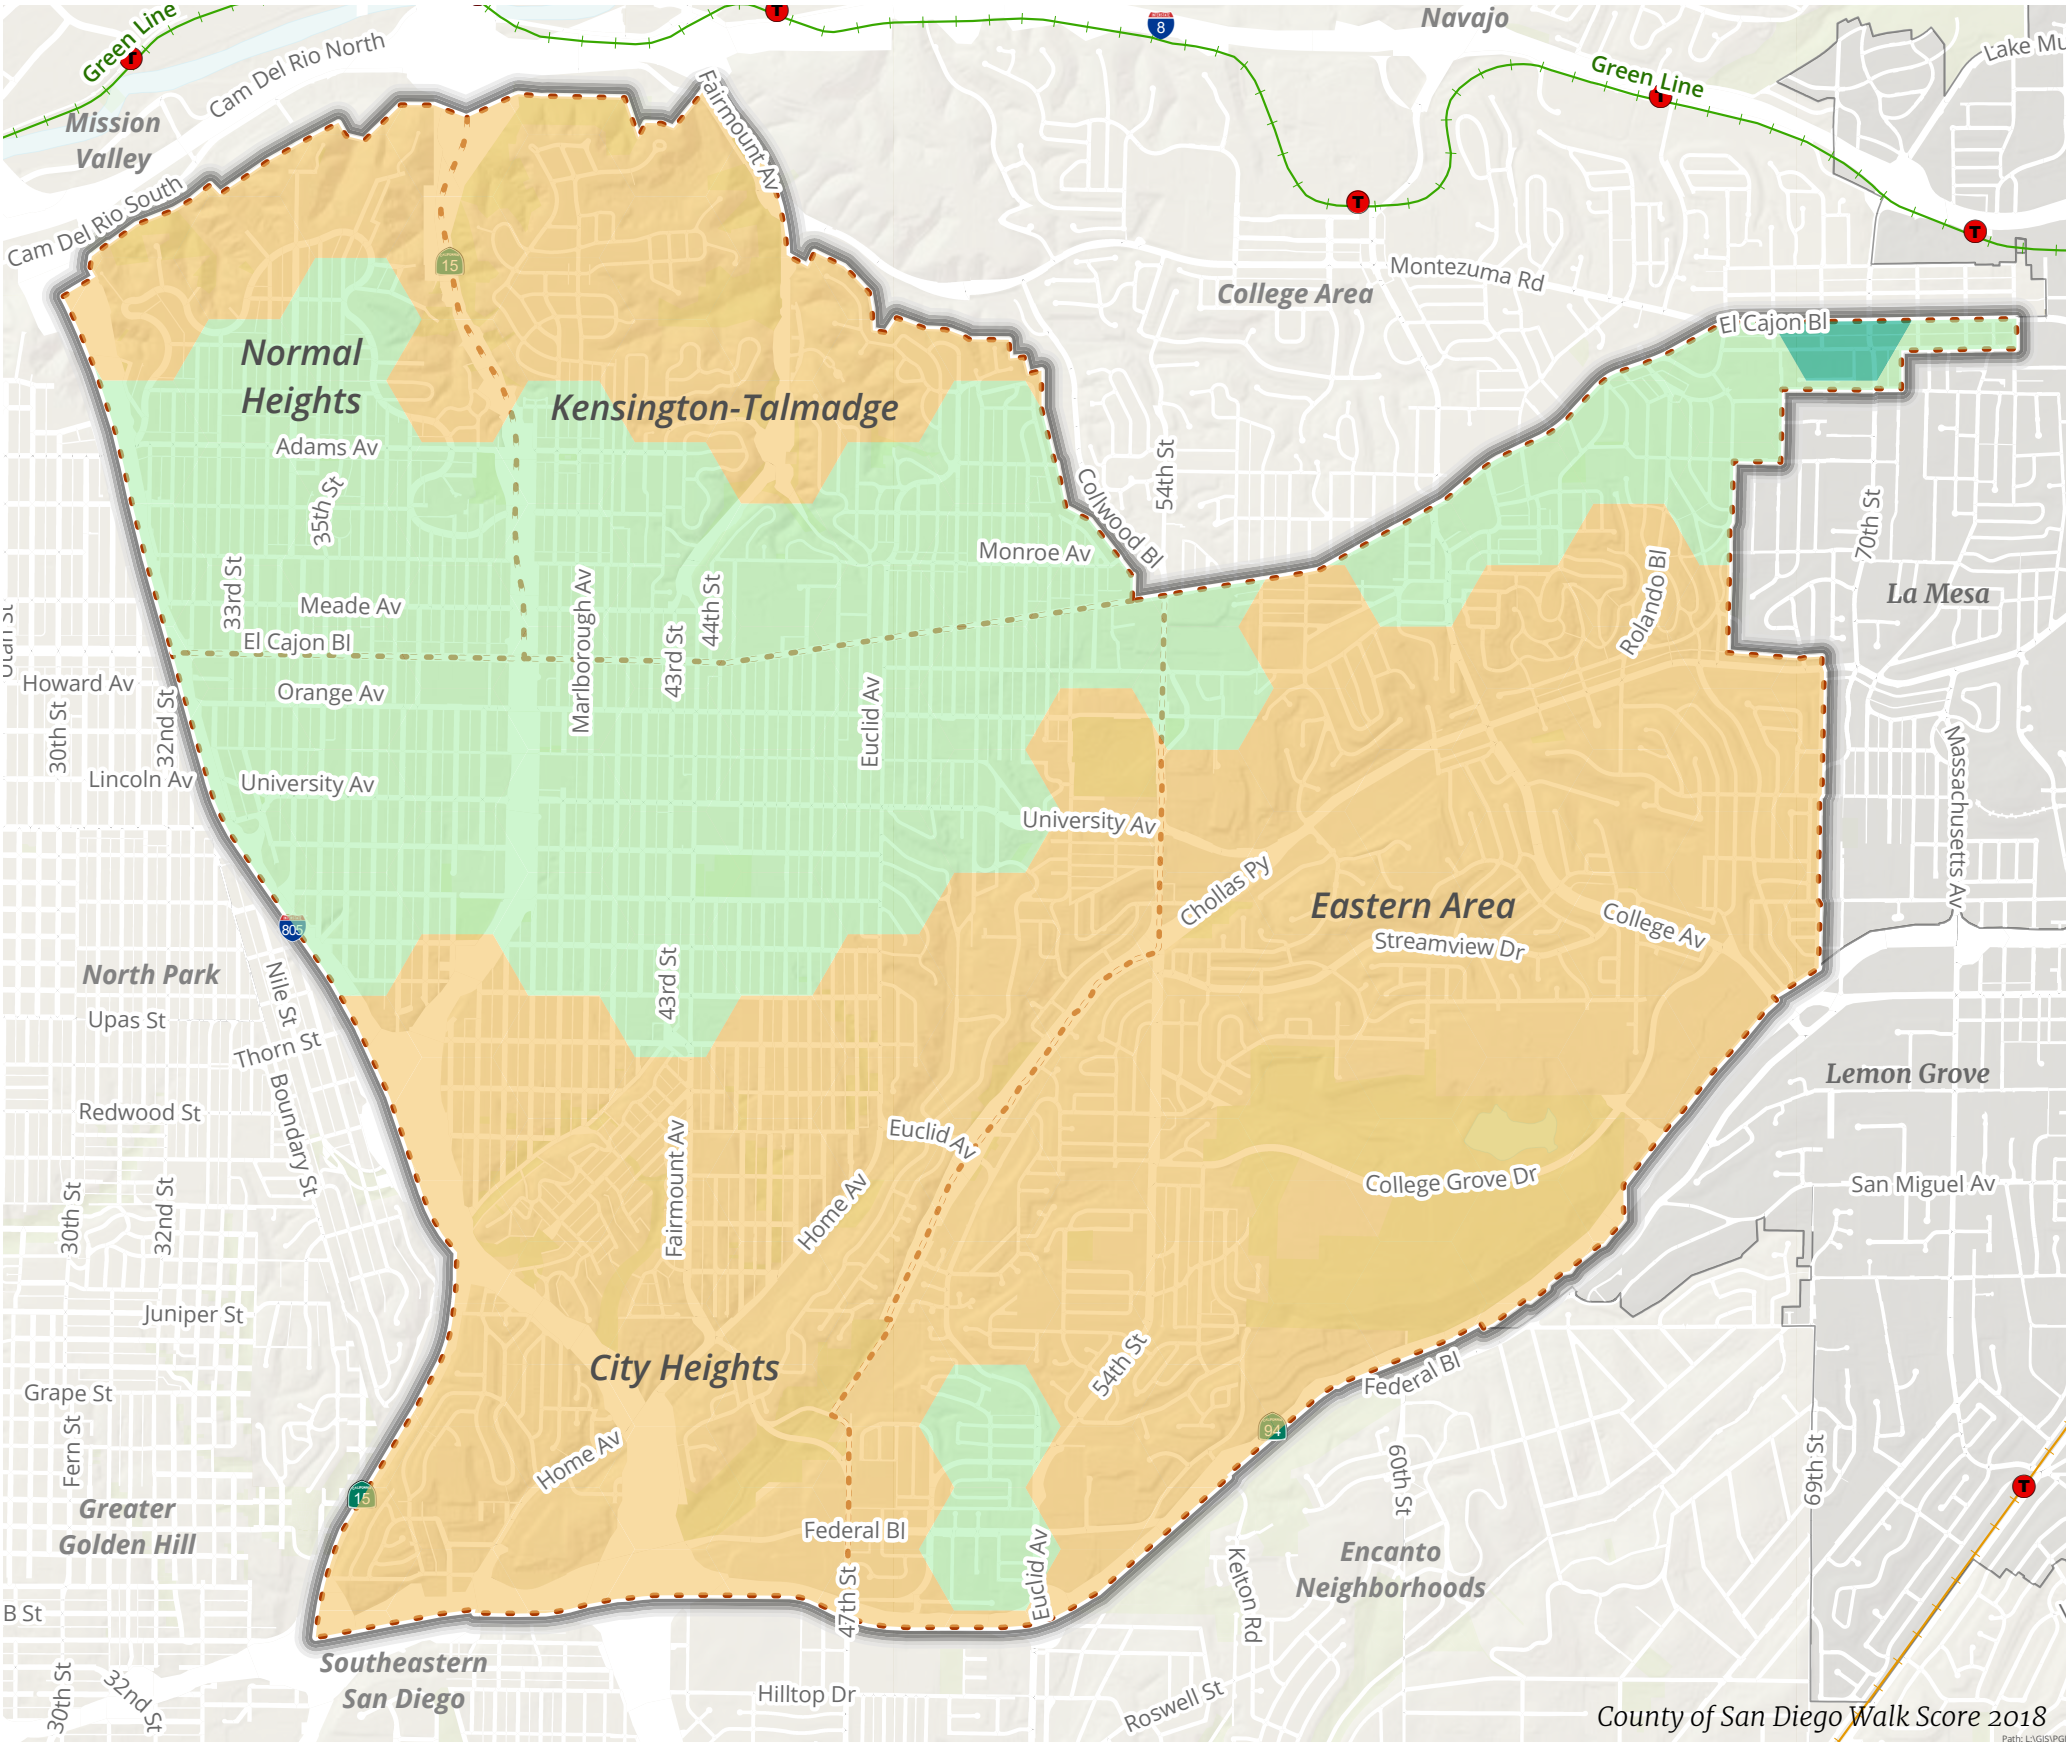 Green Line
Cam Del Rio North
8
Navajo
Green Line
Mission
Valley
Fairmount Av
Cam Del Rio South
15
College Area
Montezuma Rd
El Cajon Bl
Normal
Heights
Kensington-Talmadge
Adams Av
35th St
Collwood Bl
54th St
70th St
Monroe Av
33rd St
Meade Av
Marlborough Av
44th St
43rd St
Rolando Bl
La Mesa
Utah St
El Cajon Bl
Howard Av
Orange Av
30th St
32nd St
Euclid Av
Lincoln Av
University Av
University Av
Massachusetts Av
Chollas Py
Eastern Area
College Av
Streamview Dr
805
North Park
Nile St
43rd St
Upas St
Thorn St
Boundary St
Lemon Grove
Redwood St
Euclid Av
Fairmount Av
Home Av
College Grove Dr
San Miguel Av
30th St
32nd St
Juniper St
City Heights
54th St
Federal Bl
Grape St
Fern St
94
60th St
69th St
Home Av
15
Greater
Golden Hill
Federal Bl
Euclid Av
47th St
Kelton Rd
Encanto
Neighborhoods
B St
Southeastern
San Diego
30th St
32nd St
Hilltop Dr
Roswell St
County of San Diego Walk Score 2018